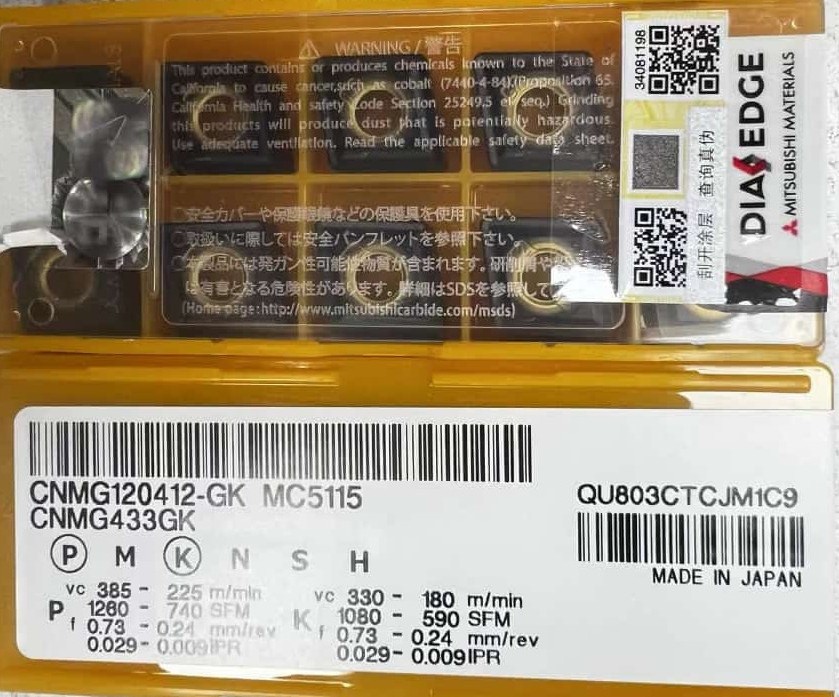 WARNING / 警告
This product contains or produces chemicals known to the State of
California to cause cancer,such as cobalt (7440-4-84).(Proposition 65.
California Health and safety Code Section 25249.5 et seq.) Grinding
this products will produce dust that is potentially hazardous.
Use adequate ventilation. Read the applicable safety data sheet.
○安全カバーや保護眼鏡などの保護具を使用下さい。
○取扱いに際しては安全パンフレットを参照下さい。
○本製品には発ガン性可能性物質が含まれます。研削屑や
は有害となる危険性があります。詳細はSDSを参照して
(Home page:http://www.mitsubishicarbide.com/msds)
34081198
刮开涂层 查询真伪
DIAEDGE
MITSUBISHI MATERIALS
CNMG120412-GK MC5115
CNMG433GK
QU803CTCJM1C9
MADE IN JAPAN
P M K N S H
P vc 385 - 225 m/min
1260 - 740 SFM
f 0.73 - 0.24 mm/rev
0.029 - 0.009IPR
K vc 330 - 180 m/min
1080 - 590 SFM
f 0.73 - 0.24 mm/rev
0.029 - 0.009IPR